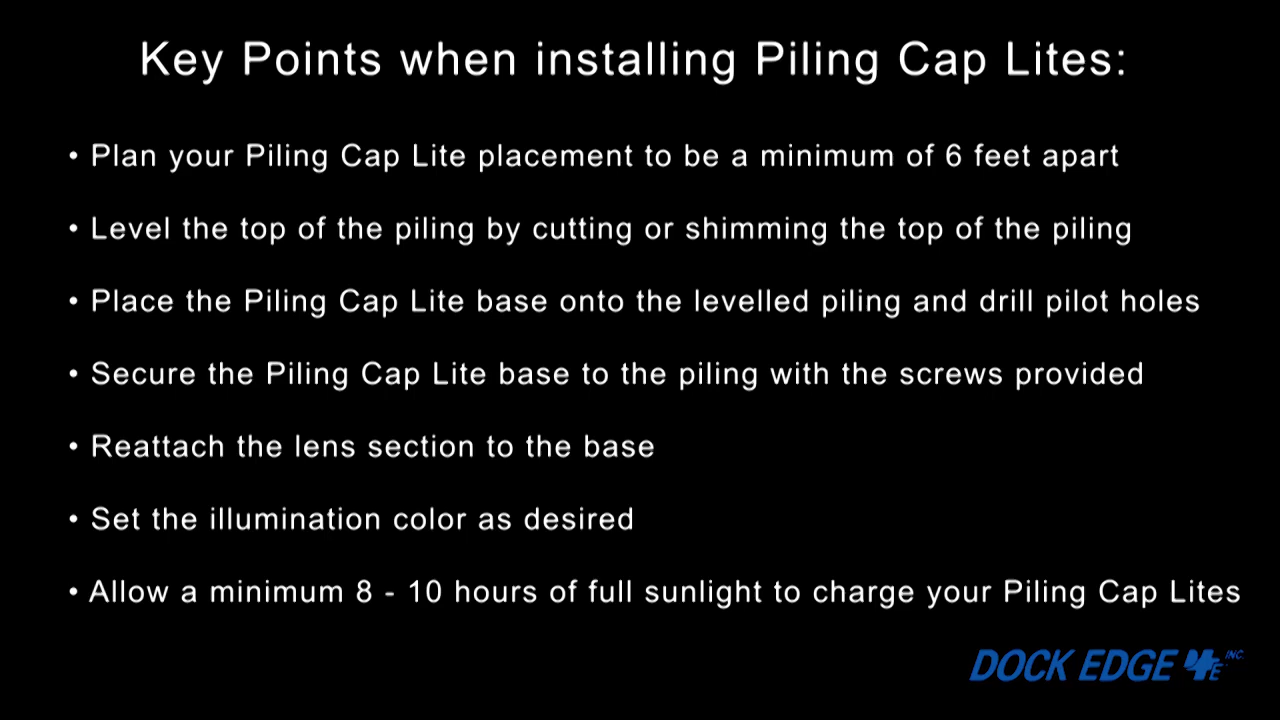 Key Points when installing Piling Cap Lites:
• Plan your Piling Cap Lite placement to be a minimum of 6 feet apart
• Level the top of the piling by cutting or shimming the top of the piling
• Place the Piling Cap Lite base onto the levelled piling and drill pilot holes
• Secure the Piling Cap Lite base to the piling with the screws provided
• Reattach the lens section to the base
• Set the illumination color as desired
• Allow a minimum 8 - 10 hours of full sunlight to charge your Piling Cap Lites
DOCK EDGE INC.